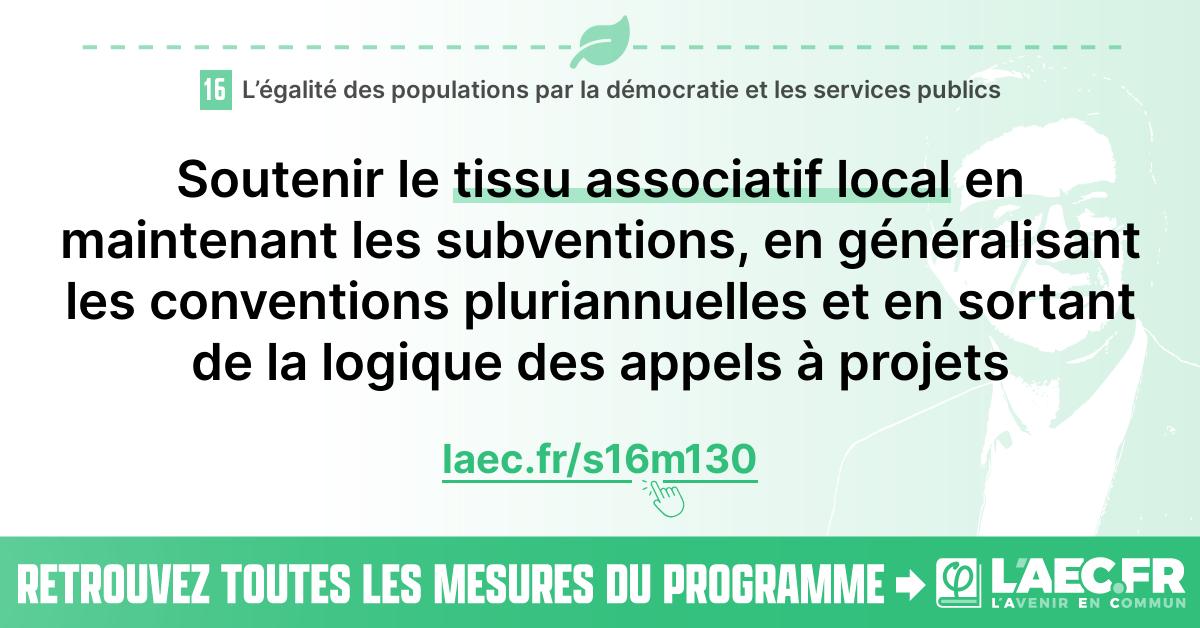 16 L’égalité des populations par la démocratie et les services publics
Soutenir le tissu associatif local en
maintenant les subventions, en généralisant
les conventions pluriannuelles et en sortant
de la logique des appels à projets
laec.fr/s16m130
RETROUVEZ TOUTES LES MESURES DU PROGRAMME
L'AEC.FR
L'AVENIR EN COMMUN